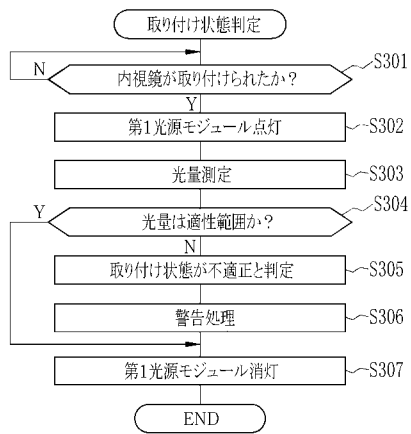 取り付け状態判定
N
内視鏡が取り付けられたか?
S301
Y
第1光源モジュール点灯
S302
光量測定
S303
Y
光量は適性範囲か?
S304
N
取り付け状態が不適正と判定
S305
警告処理
S306
第1光源モジュール消灯
S307
END